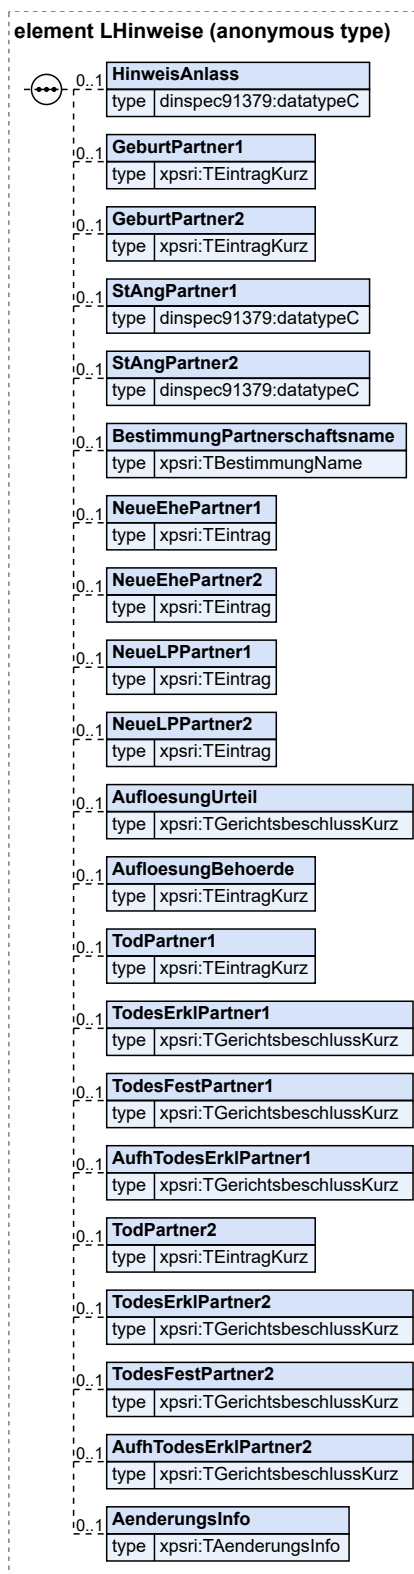 element LHinweise (anonymous type)
0..1 HinweisAnlass
type dinspec91379:datatypeC
0..1 GeburtPartner1
type xpsri:TEintragKurz
0..1 GeburtPartner2
type xpsri:TEintragKurz
0..1 StAngPartner1
type dinspec91379:datatypeC
0..1 StAngPartner2
type dinspec91379:datatypeC
0..1 BestimmungPartnerschaftsname
type xpsri:TBestimmungName
0..1 NeueEhePartner1
type xpsri:TEintrag
0..1 NeueEhePartner2
type xpsri:TEintrag
0..1 NeueLPPartner1
type xpsri:TEintrag
0..1 NeueLPPartner2
type xpsri:TEintrag
0..1 AufloesungUrteil
type xpsri:TGerichtsbeschlussKurz
0..1 AufloesungBehoerde
type xpsri:TEintragKurz
0..1 TodPartner1
type xpsri:TEintragKurz
0..1 TodesErklPartner1
type xpsri:TGerichtsbeschlussKurz
0..1 TodesFestPartner1
type xpsri:TGerichtsbeschlussKurz
0..1 AufhTodesErklPartner1
type xpsri:TGerichtsbeschlussKurz
0..1 TodPartner2
type xpsri:TEintragKurz
0..1 TodesErklPartner2
type xpsri:TGerichtsbeschlussKurz
0..1 TodesFestPartner2
type xpsri:TGerichtsbeschlussKurz
0..1 AufhTodesErklPartner2
type xpsri:TGerichtsbeschlussKurz
0..1 AenderungsInfo
type xpsri:TAenderungsInfo